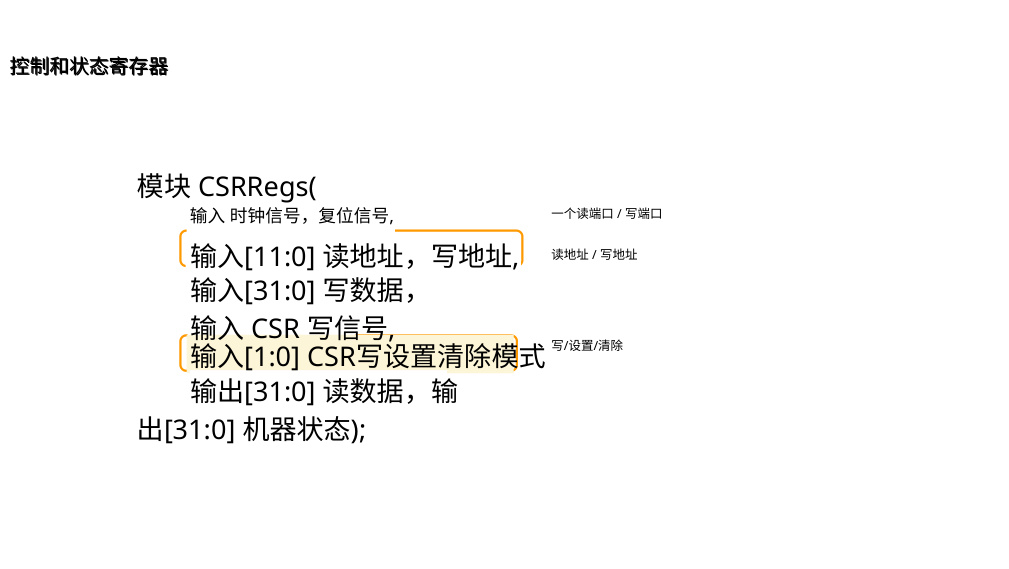 控制和状态寄存器
模块 CSRRegs(
输入 时钟信号，复位信号,
一个读端口 / 写端口
输入[11:0] 读地址，写地址,
读地址 / 写地址
输入[31:0] 写数据，
输入 CSR 写信号,
输入[1:0] CSR写设置清除模式
写/设置/清除
输出[31:0] 读数据，输
出[31:0] 机器状态);